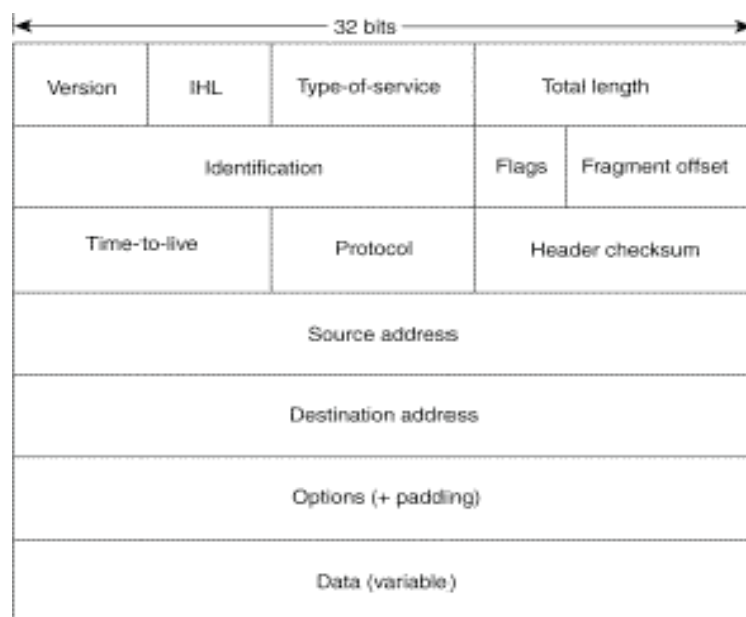 32 bits
Version IHL Type-of-service Total length
Identification Flags Fragment offset
Time-to-live Protocol Header checksum
Source address
Destination address
Options (+ padding)
Data (variable)